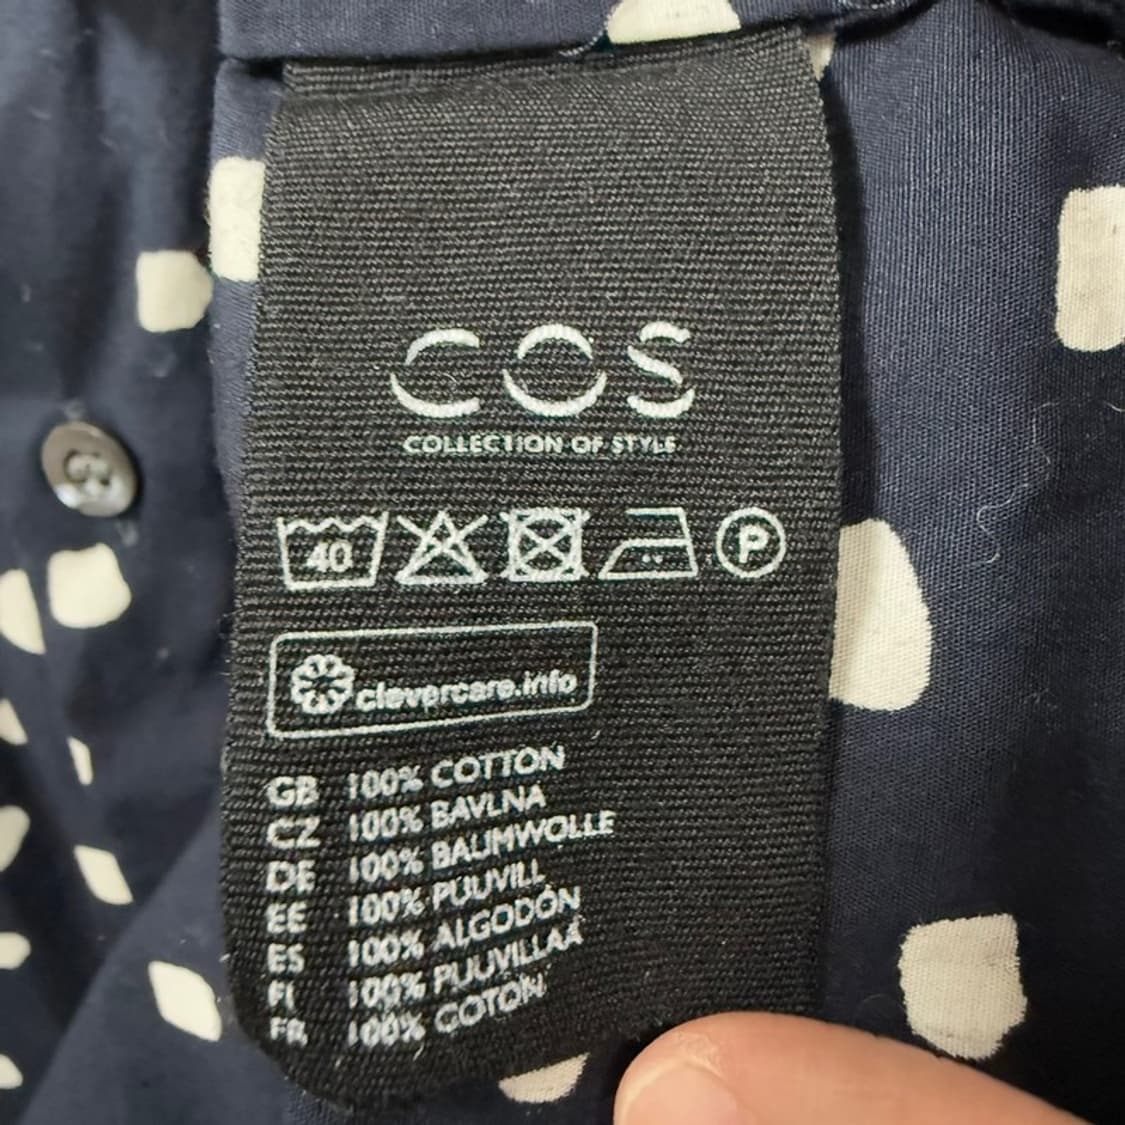 COS
COLLECTION OF STYLE
40 P
clevercare.info
GB 100% COTTON
CZ 100% BAVLNA
DE 100% BAUMWOLLE
EE 100% PUUVILL
ES 100% ALGODÓN
FI 100% PUUVILLAA
FR 100% COTON